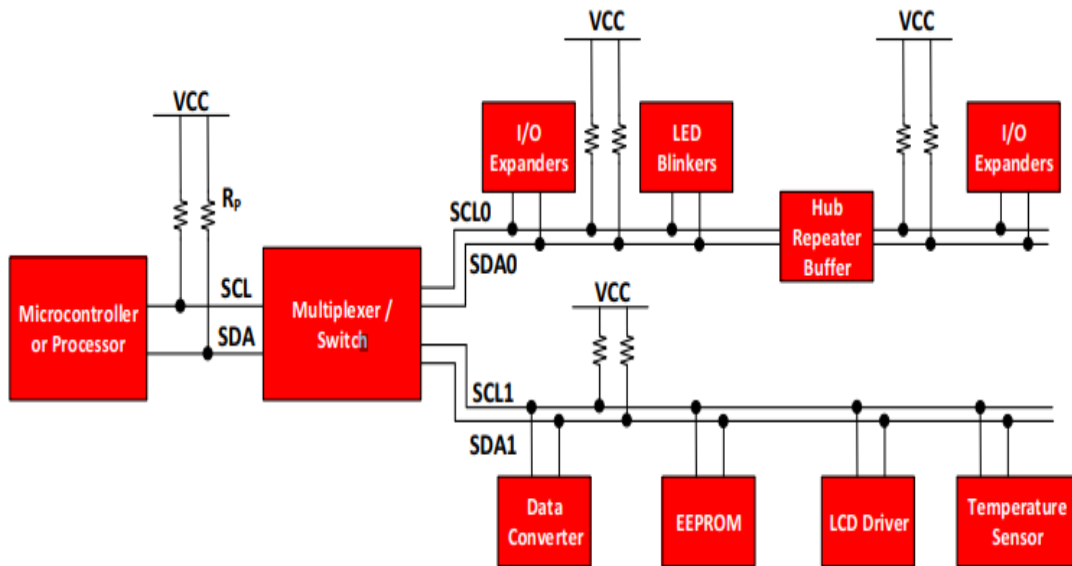 VCC
VCC
VCC
I/O
Expanders
LED
Blinkers
I/O
Expanders
RP
SCL0
SDA0
Hub
Repeater
Buffer
Microcontroller
or Processor
SCL
SDA
Multiplexer /
Switch
VCC
SCL1
SDA1
Data
Converter
EEPROM
LCD Driver
Temperature
Sensor